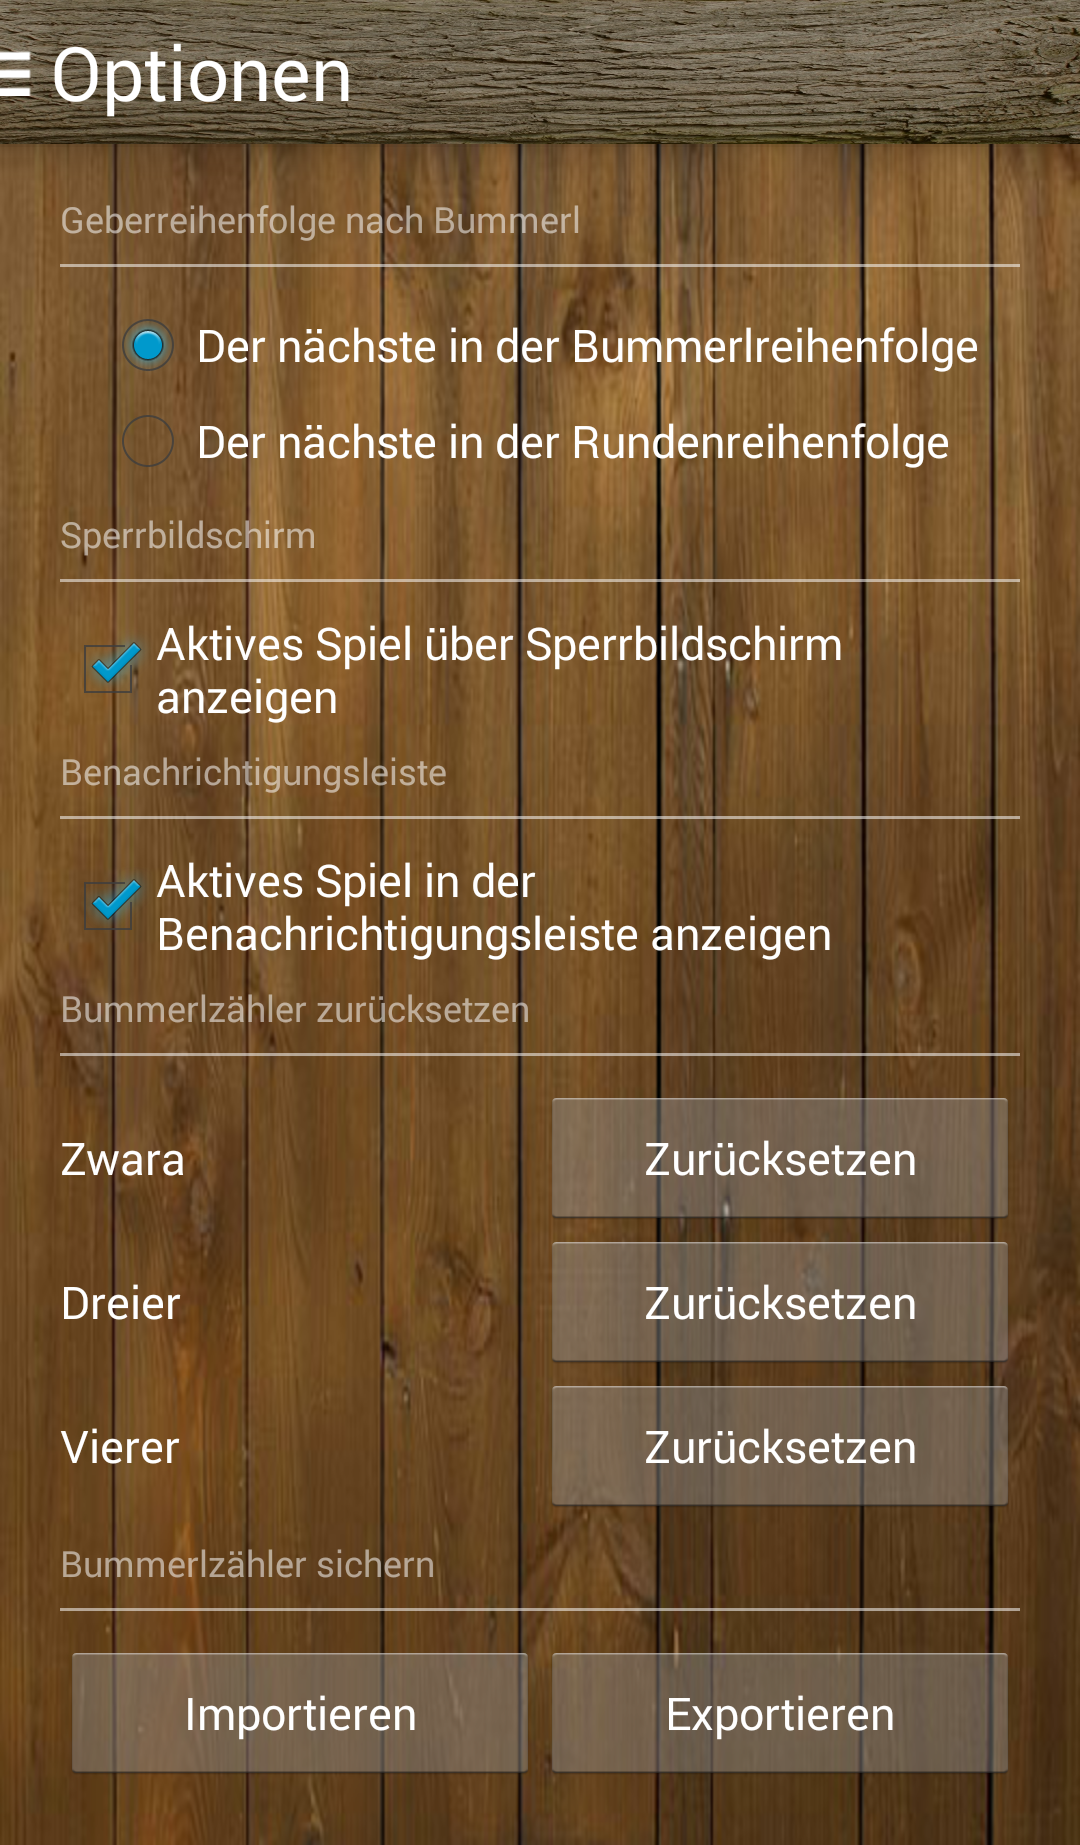 Optionen
Geberreihenfolge nach Bummerl
Der nächste in der Bummerlreihenfolge
Der nächste in der Rundenreihenfolge
Sperrbildschirm
Aktives Spiel über Sperrbildschirm
anzeigen
Benachrichtigungsleiste
Aktives Spiel in der
Benachrichtigungsleiste anzeigen
Bummerlzähler zurücksetzen
Zwara Zurücksetzen
Dreier Zurücksetzen
Vierer Zurücksetzen
Bummerlzähler sichern
Importieren Exportieren